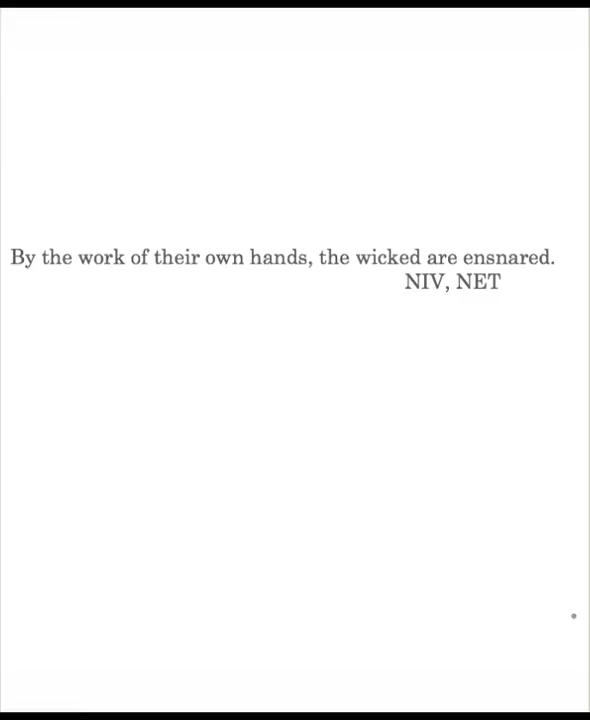 By the work of their own hands, the wicked are ensnared.
NIV, NET